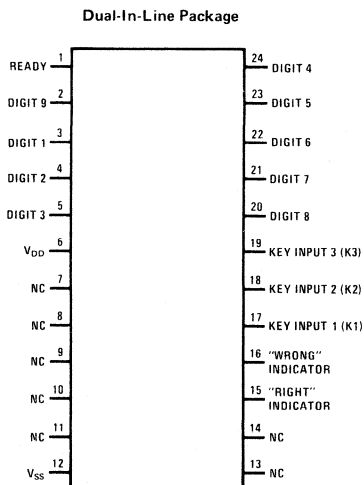 Dual-In-Line Package
READY 1
DIGIT 9 2
DIGIT 1 3
DIGIT 2 4
DIGIT 3 5
VDD 6
NC 7
NC 8
NC 9
NC 10
NC 11
VSS 12
24 DIGIT 4
23 DIGIT 5
22 DIGIT 6
21 DIGIT 7
20 DIGIT 8
19 KEY INPUT 3 (K3)
18 KEY INPUT 2 (K2)
17 KEY INPUT 1 (K1)
16 "WRONG"
INDICATOR
15 "RIGHT"
INDICATOR
14 NC
13 NC